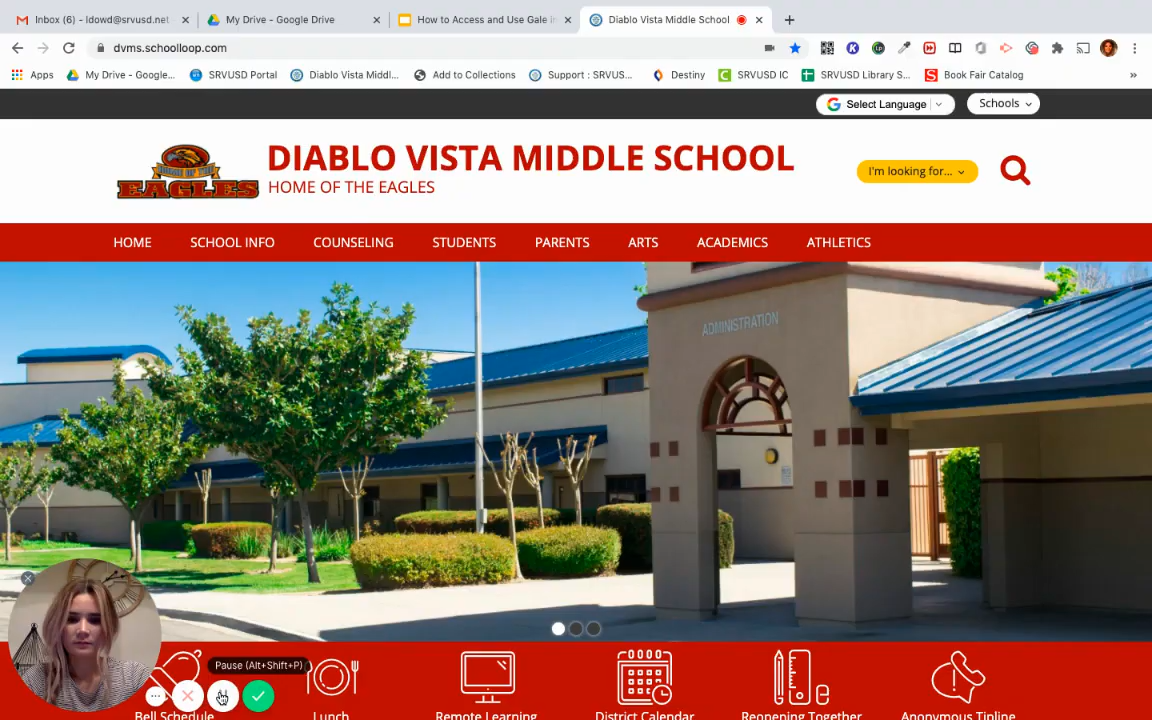 Inbox (6) - ldowd@srvusd.net
My Drive - Google Drive
How to Access and Use Gale i
Diablo Vista Middle School
dvms.schoolloop.com
Apps
My Drive - Google...
SRVUSD Portal
Diablo Vista Middl...
Add to Collections
Support : SRVUS...
Destiny
SRVUSD IC
SRVUSD Library S...
Book Fair Catalog
Select Language
Schools
EAGLES
DIABLO VISTA MIDDLE SCHOOL
HOME OF THE EAGLES
I'm looking for...
HOME
SCHOOL INFO
COUNSELING
STUDENTS
PARENTS
ARTS
ACADEMICS
ATHLETICS
ADMINISTRATION
Pause (Alt+Shift+P)
Bell Schedule
Lunch
Remote Learning
District Calendar
Reopening Together
Anonymous Tipline